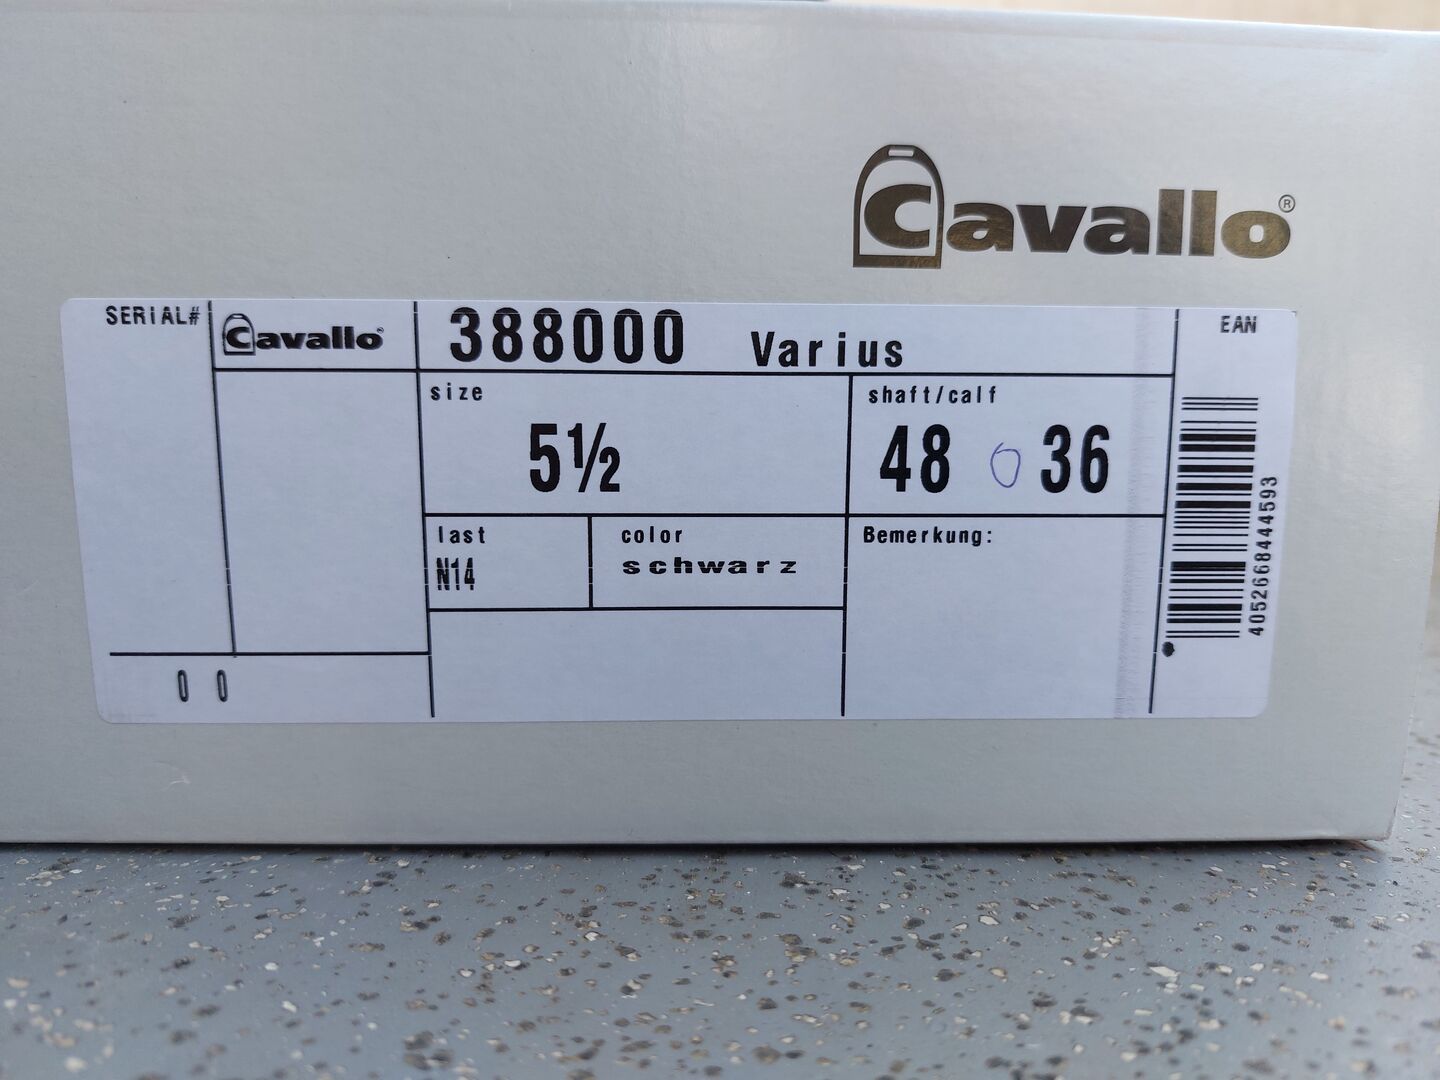 Cavallo®
SERIAL#
Cavallo®
388000 Varius
EAN
size
5½
shaft/calf
48 36
last
N14
color
schwarz
Bemerkung:
4052668444593
0 0